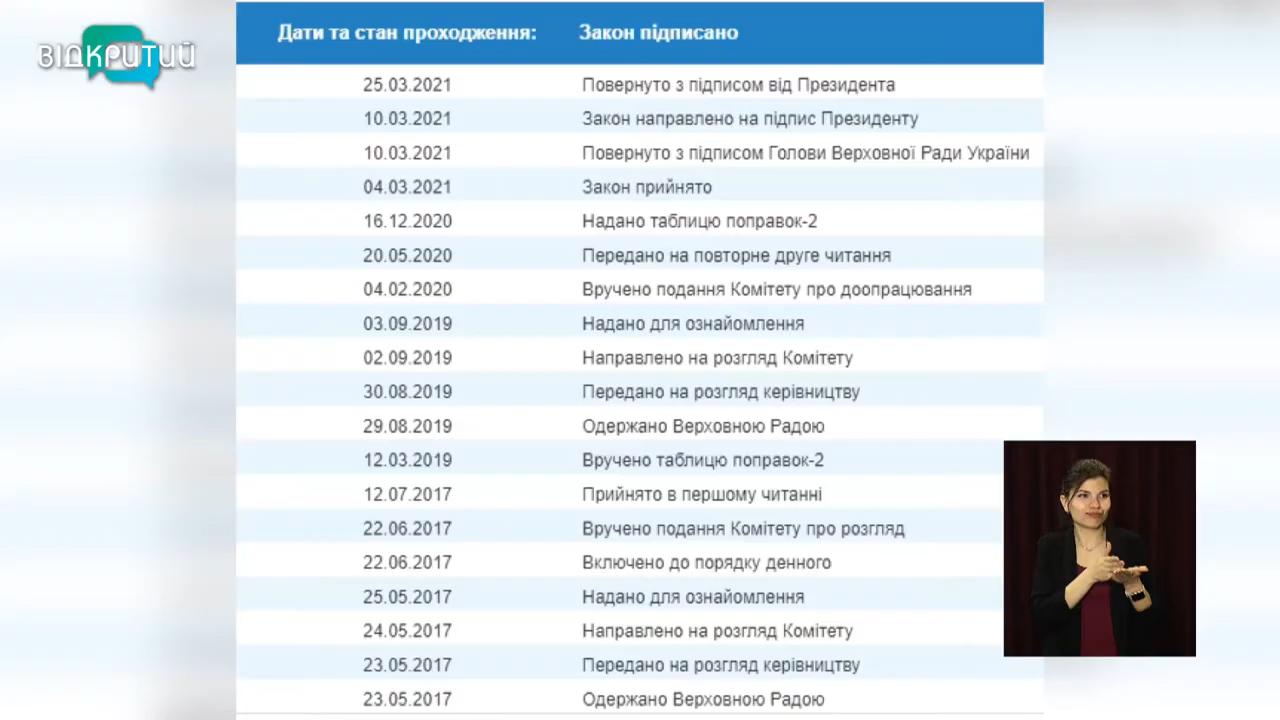 ВІДКРИТИЙ
Дати та стан проходження: Закон підписано
25.03.2021 Повернуто з підписом від Президента
10.03.2021 Закон направлено на підпис Президенту
10.03.2021 Повернуто з підписом Голови Верховної Ради України
04.03.2021 Закон прийнято
16.12.2020 Надано таблицю поправок-2
20.05.2020 Передано на повторне друге читання
04.02.2020 Вручено подання Комітету про доопрацювання
03.09.2019 Надано для ознайомлення
02.09.2019 Направлено на розгляд Комітету
30.08.2019 Передано на розгляд керівництву
29.08.2019 Одержано Верховною Радою
12.03.2019 Вручено таблицю поправок-2
12.07.2017 Прийнято в першому читанні
22.06.2017 Вручено подання Комітету про розгляд
22.06.2017 Включено до порядку денного
25.05.2017 Надано для ознайомлення
24.05.2017 Направлено на розгляд Комітету
23.05.2017 Передано на розгляд керівництву
23.05.2017 Одержано Верховною Радою